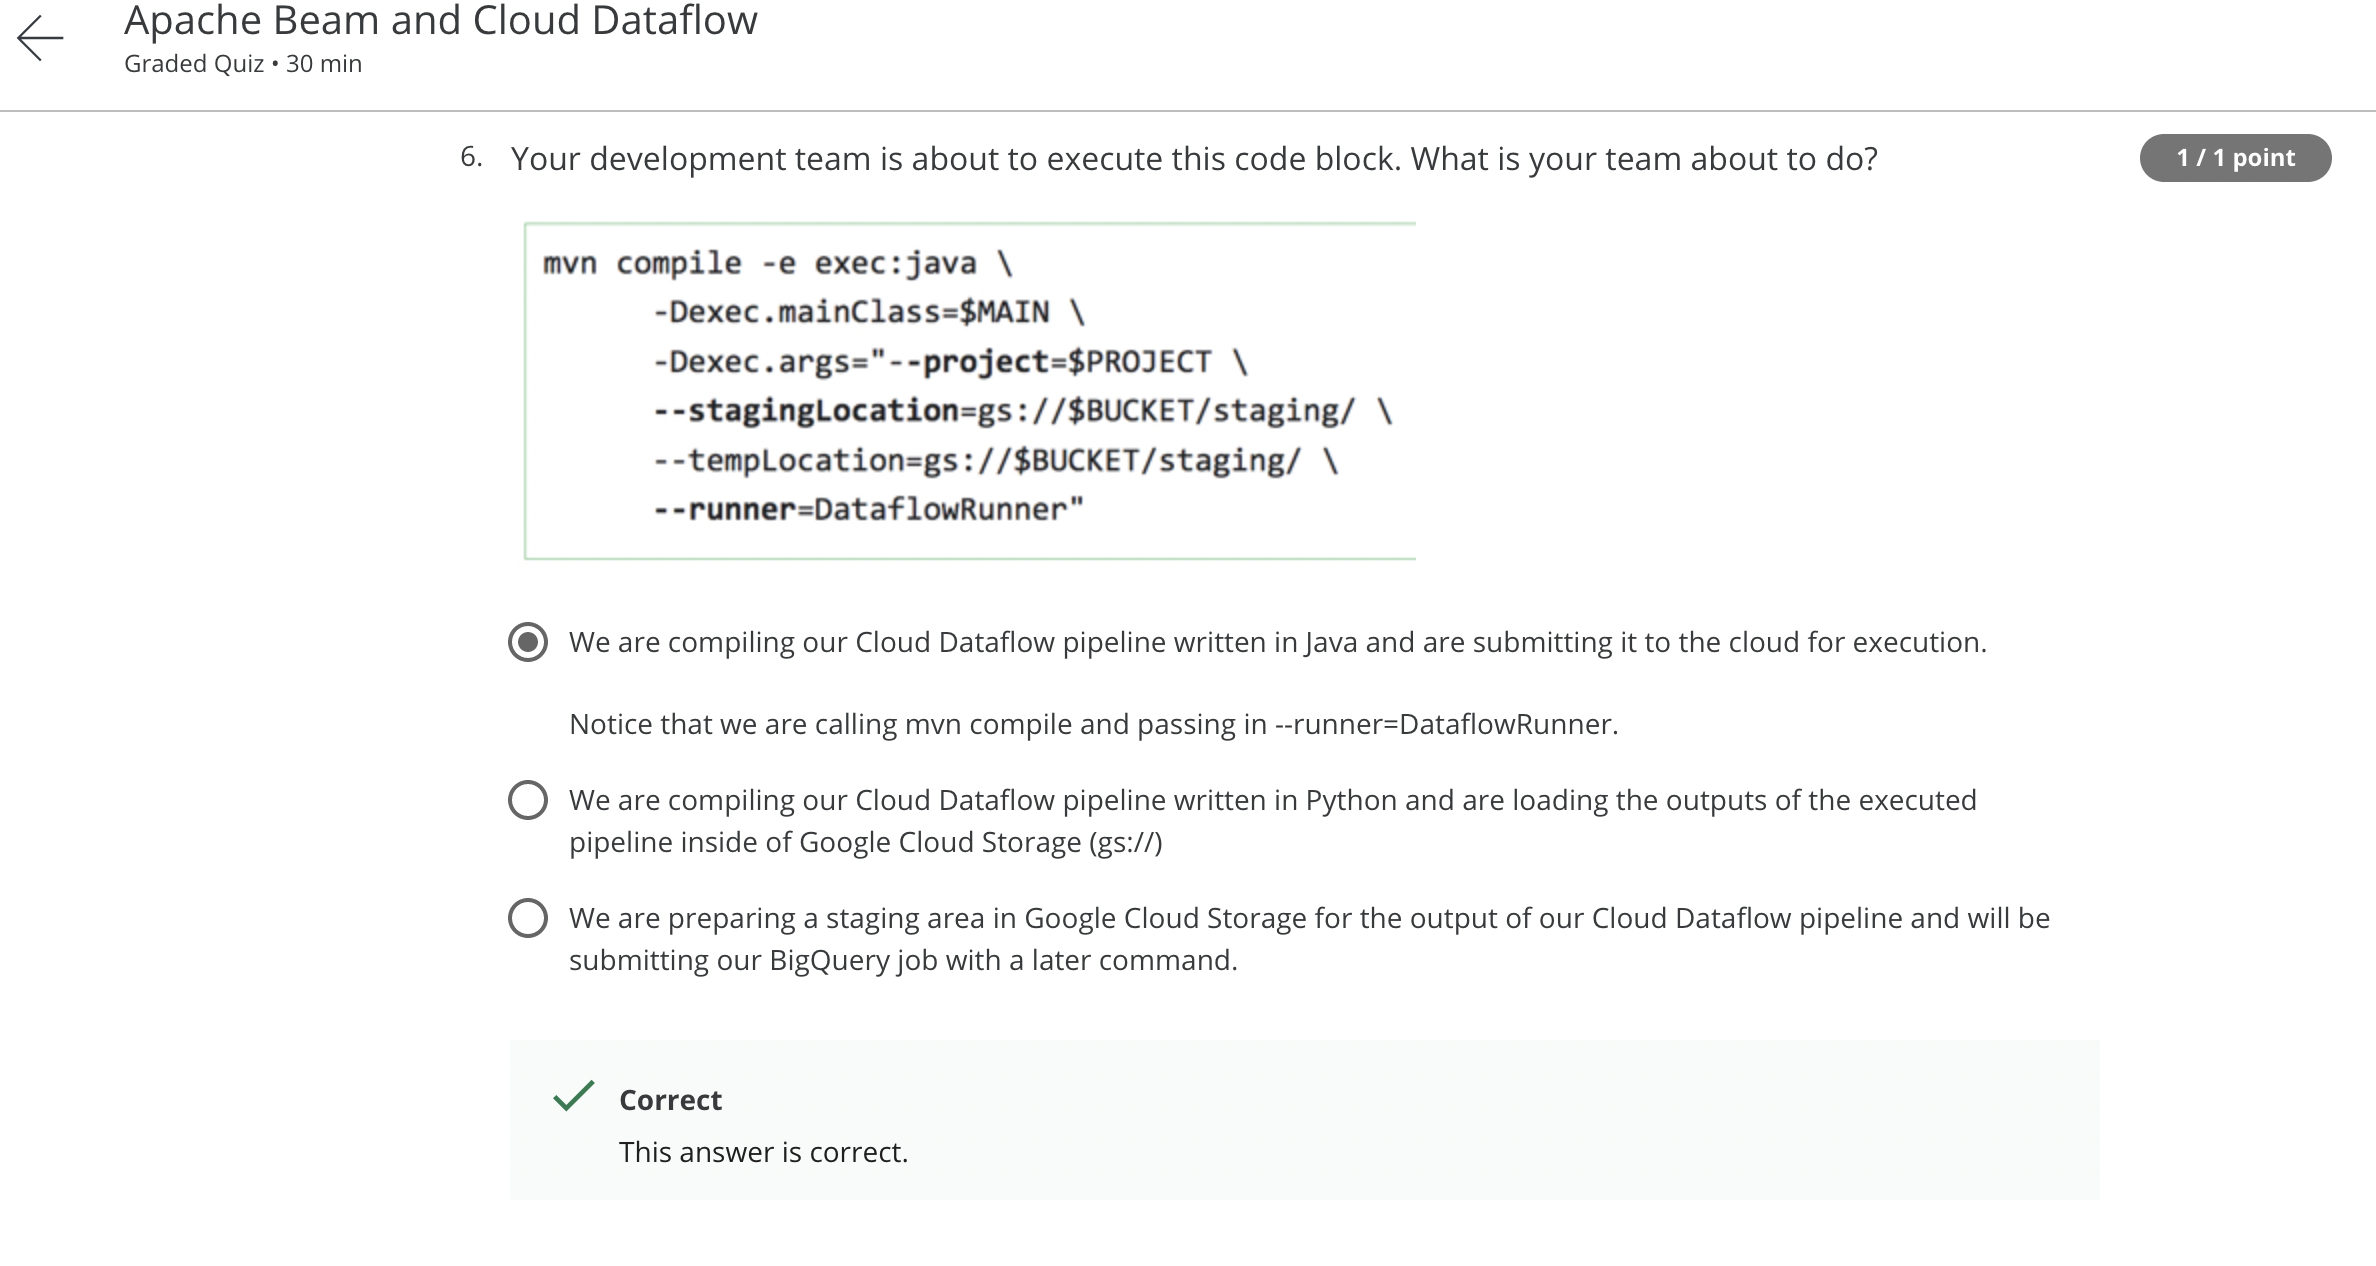 Apache Beam and Cloud Dataflow
Graded Quiz • 30 min
6. Your development team is about to execute this code block. What is your team about to do?
1 / 1 point
mvn compile -e exec:java \
-Dexec.mainClass=$MAIN \
-Dexec.args="--project=$PROJECT \
--stagingLocation=gs://$BUCKET/staging/ \
--tempLocation=gs://$BUCKET/staging/ \
--runner=DataflowRunner"
We are compiling our Cloud Dataflow pipeline written in Java and are submitting it to the cloud for execution.
Notice that we are calling mvn compile and passing in --runner=DataflowRunner.
We are compiling our Cloud Dataflow pipeline written in Python and are loading the outputs of the executed
pipeline inside of Google Cloud Storage (gs://)
We are preparing a staging area in Google Cloud Storage for the output of our Cloud Dataflow pipeline and will be
submitting our BigQuery job with a later command.
Correct
This answer is correct.